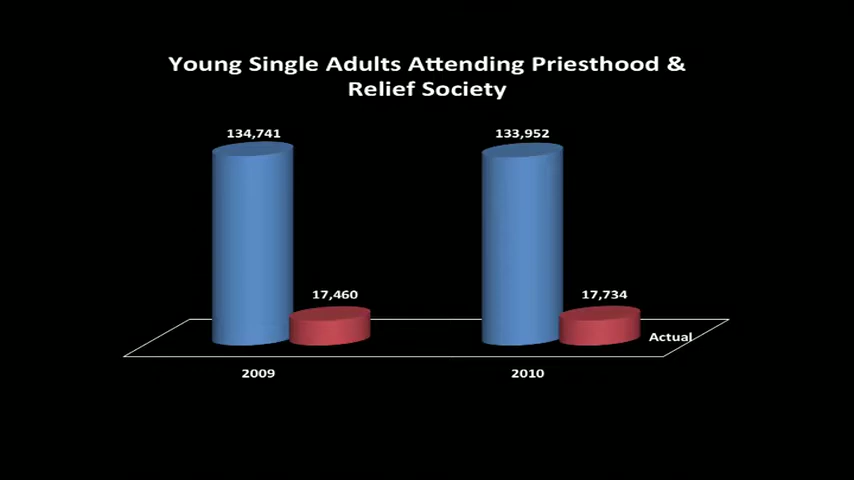 Young Single Adults Attending Priesthood &
Relief Society
134,741
133,952
17,460
17,734
Actual
2009
2010